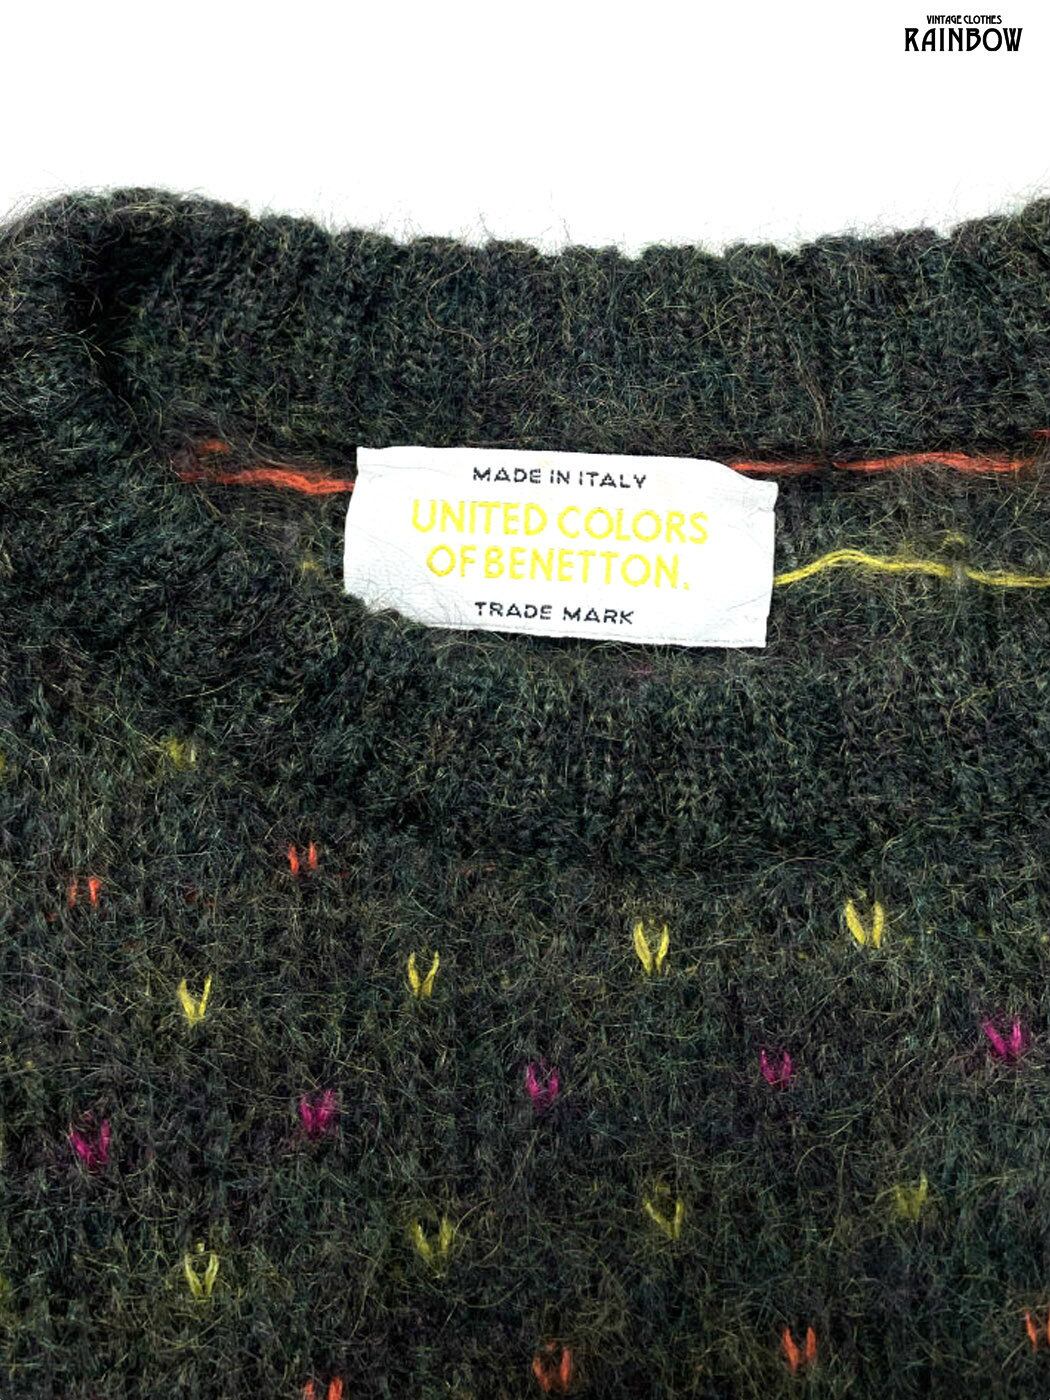 VINTAGE CLOTHES
RAINBOW
MADE IN ITALY
UNITED COLORS
OF BENETTON.
TRADE MARK